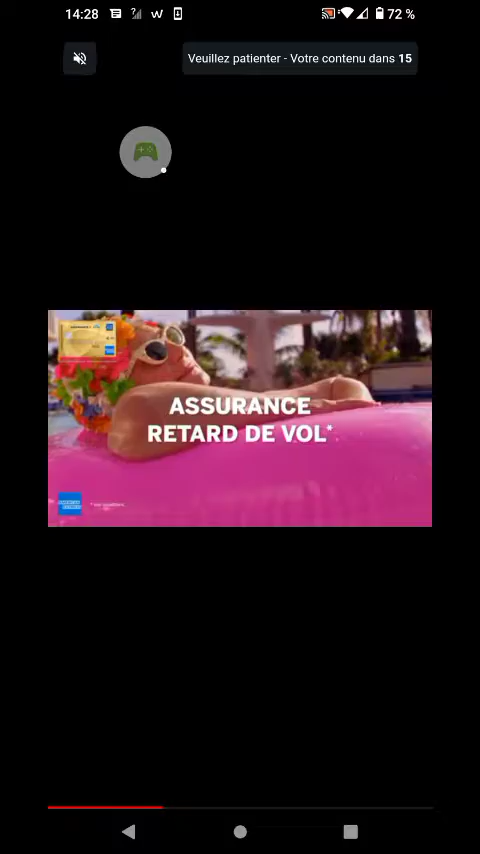 14:28
72 %
Veuillez patienter - Votre contenu dans 15
ASSURANCE
RETARD DE VOL*